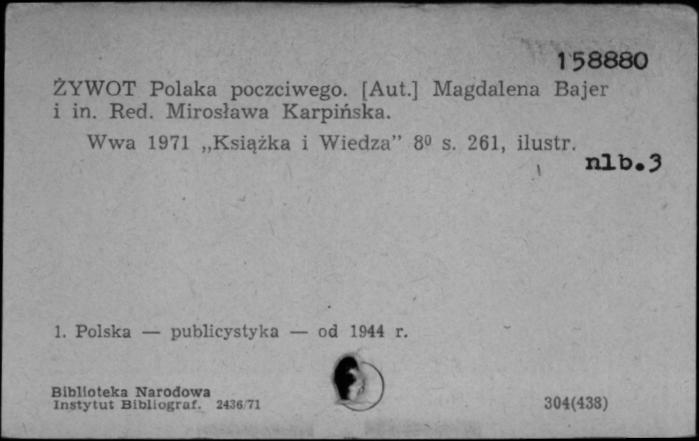 158880
ŻYWOT Polaka poczciwego. [Aut.] Magdalena Bajer
i in. Red. Mirosława Karpińska.
Wwa 1971 „Książka i Wiedza” 8⁰ s. 261, ilustr.
nlb.3
1. Polska — publicystyka — od 1944 r.
Biblioteka Narodowa
Instytut Bibliograf. 2436/71
304(438)